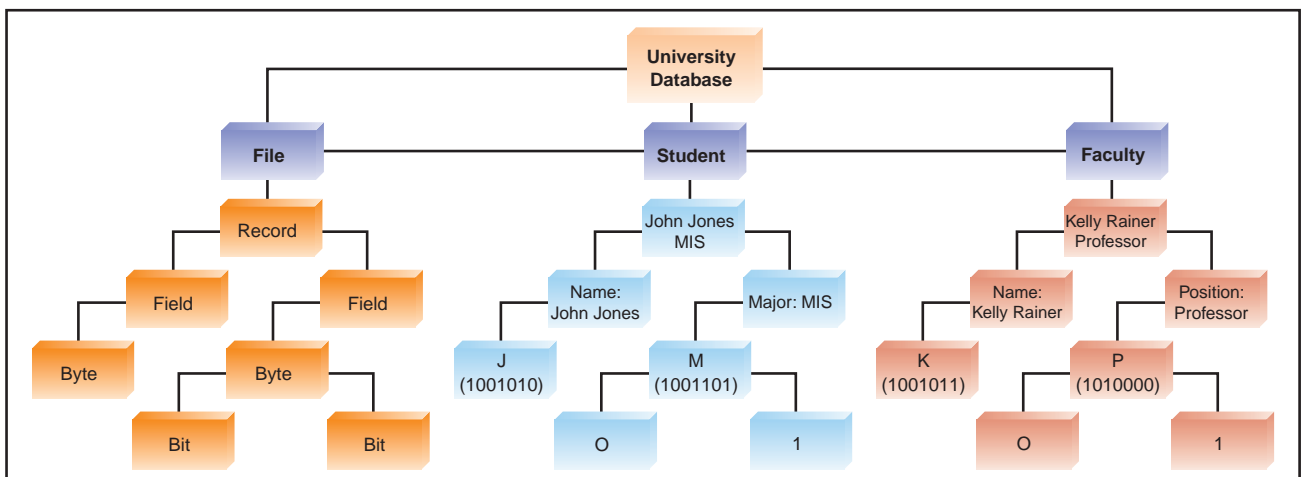 University
Database
File
Student
Faculty
Record
John Jones
MIS
Kelly Rainer
Professor
Field
Field
Name:
John Jones
Major: MIS
Name:
Kelly Rainer
Position:
Professor
Byte
Byte
J
(1001010)
M
(1001101)
K
(1001011)
P
(1010000)
Bit
Bit
O
1
O
1